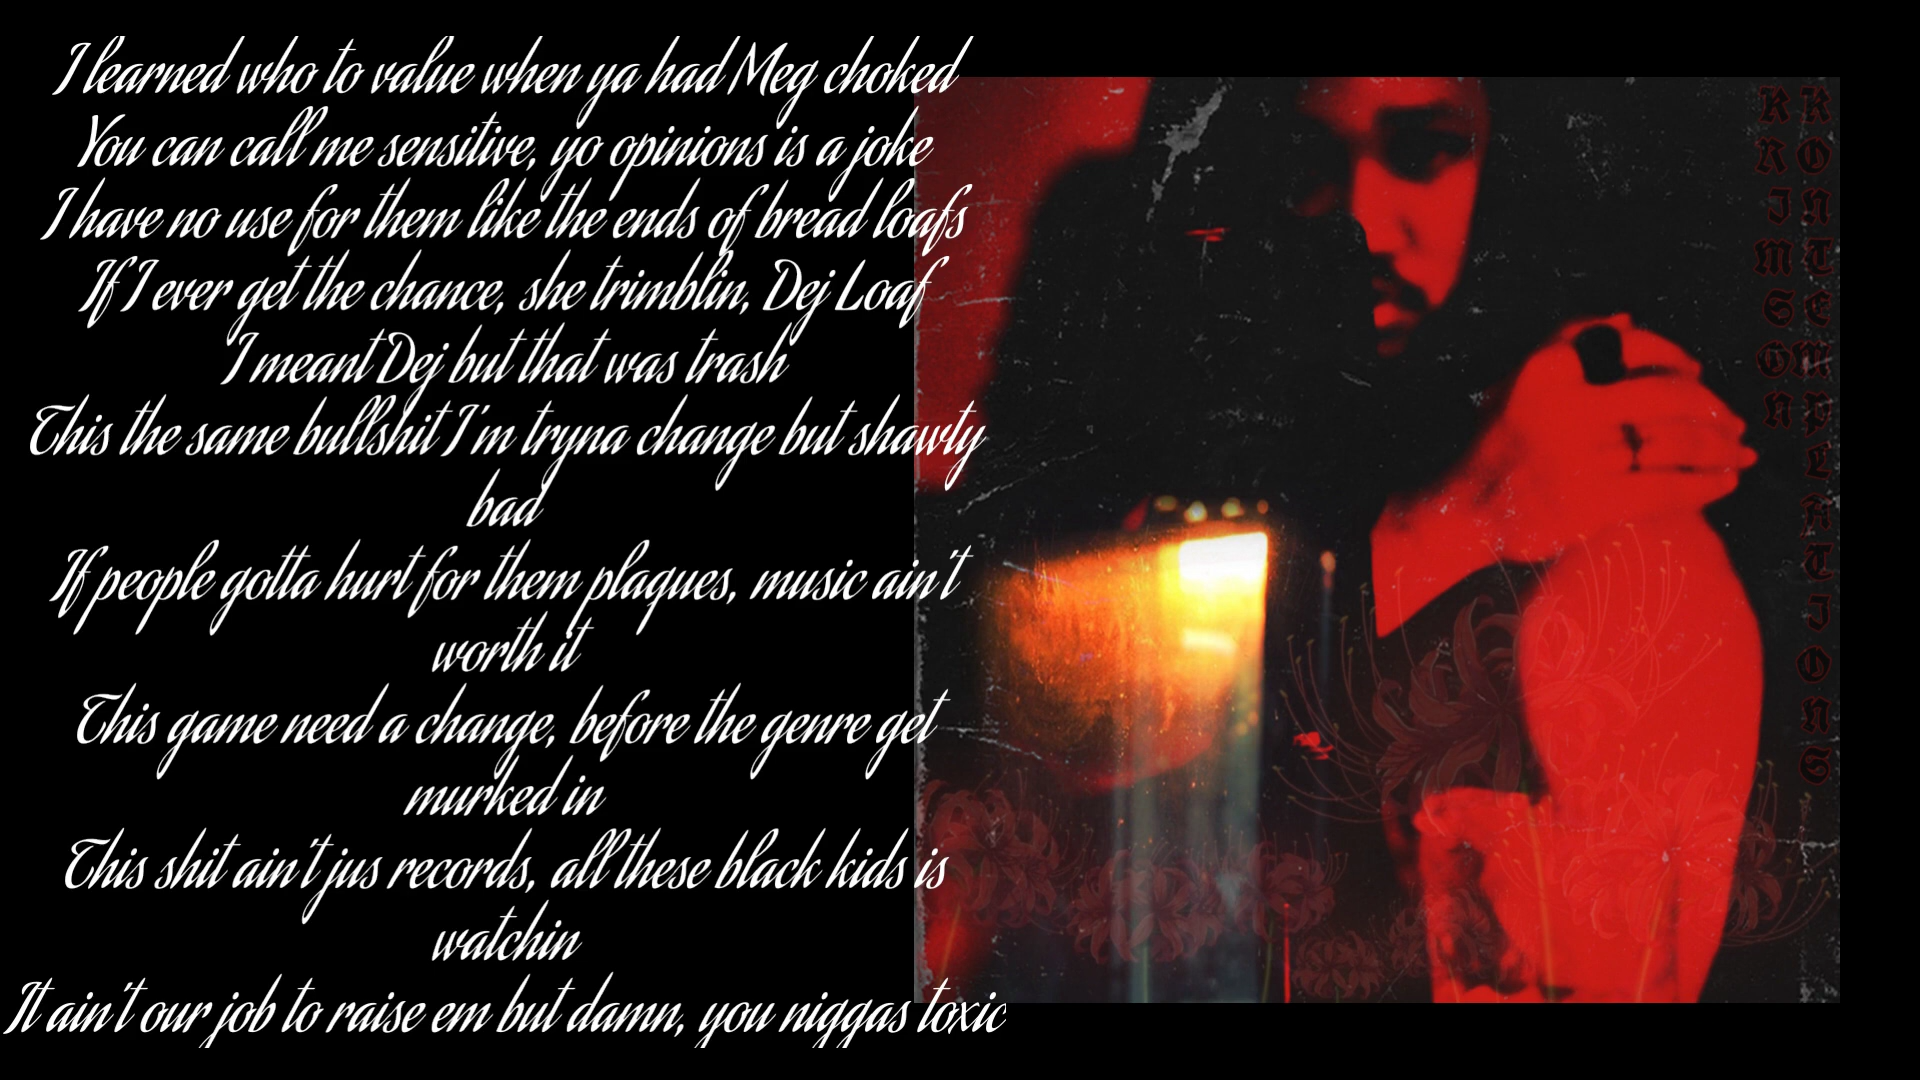 I learned who to value when ya had Meg choked
You can call me sensitive, yo opinions is a joke
I have no use for them like the ends of bread loafs
If I ever get the chance, she trimblin, Dej Loaf
I meant Dej but that was trash
This the same bullshit I'm tryna change but shawty
bad
If people gotta hurt for them plaques, music ain't
worth it
This game need a change, before the genre get
murked in
This shit ain't jus records, all these black kids is
watchin
It ain't our job to raise em but damn, you niggas toxic
KRIMSON
KONTEMPLATIONS